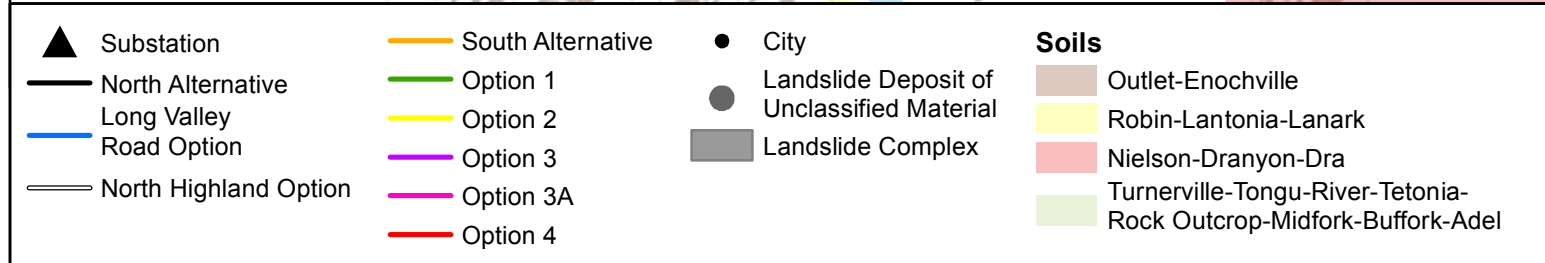 Substation
North Alternative
Long Valley
Road Option
North Highland Option
South Alternative
Option 1
Option 2
Option 3
Option 3A
Option 4
City
Landslide Deposit of
Unclassified Material
Landslide Complex
Soils
Outlet-Enochville
Robin-Lantonia-Lanark
Nielson-Dranyon-Dra
Turnerville-Tongu-River-Tetonia-
Rock Outcrop-Midfork-Buffork-Adel